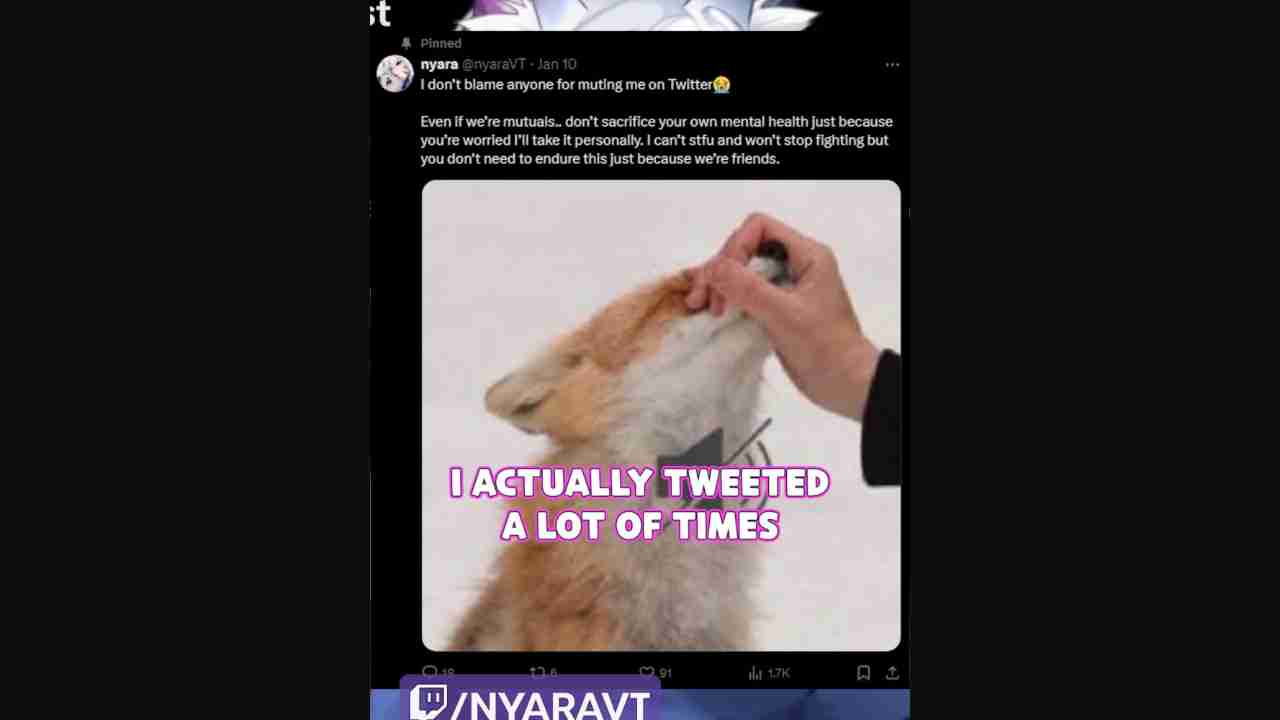 st
Pinned
nyara @nyaraVT · Jan 10
I don't blame anyone for muting me on Twitter😭
Even if we're mutuals.. don't sacrifice your own mental health just because
you're worried I'll take it personally. I can't stfu and won't stop fighting but
you don't need to endure this just because we're friends.
I ACTUALLY TWEETED
A LOT OF TIMES
18 6 91 1.7K
/NYARAVT